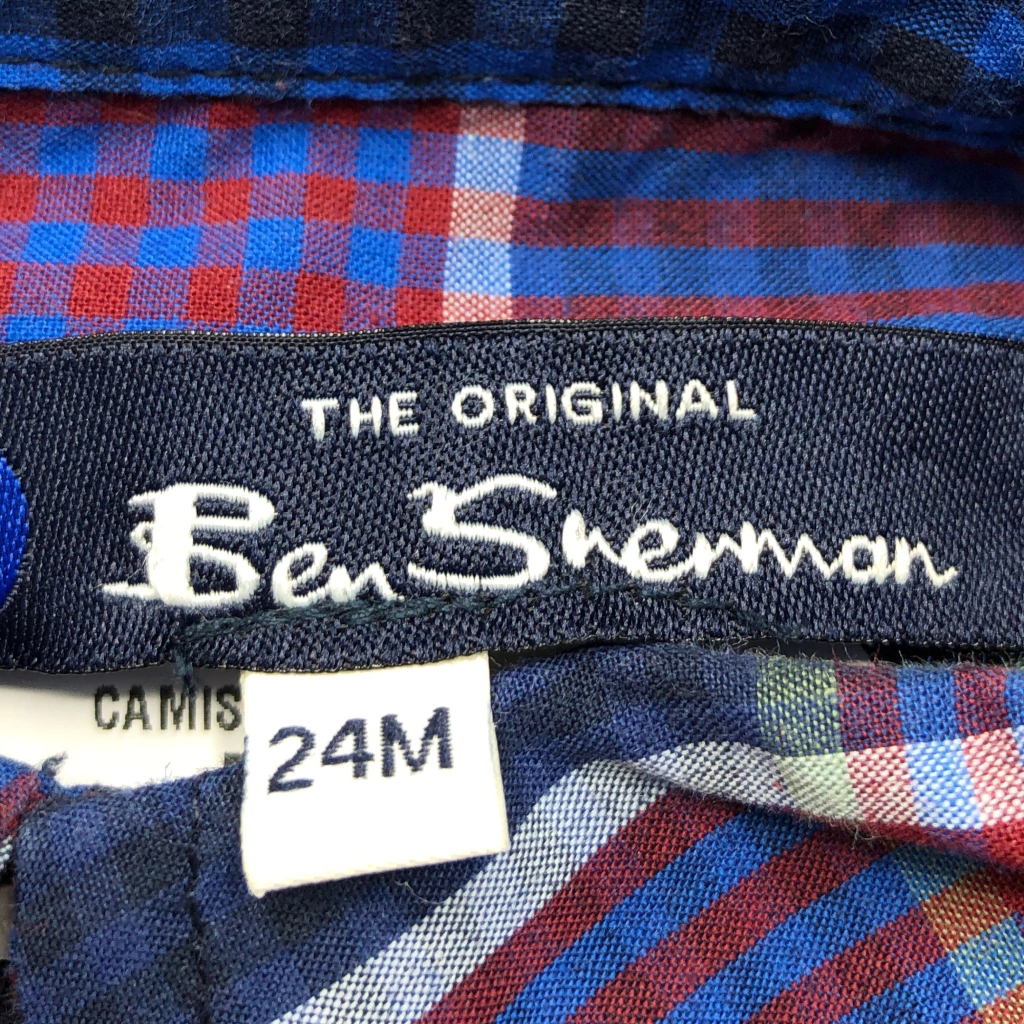 THE ORIGINAL
Ben Sherman
CAMIS
24M